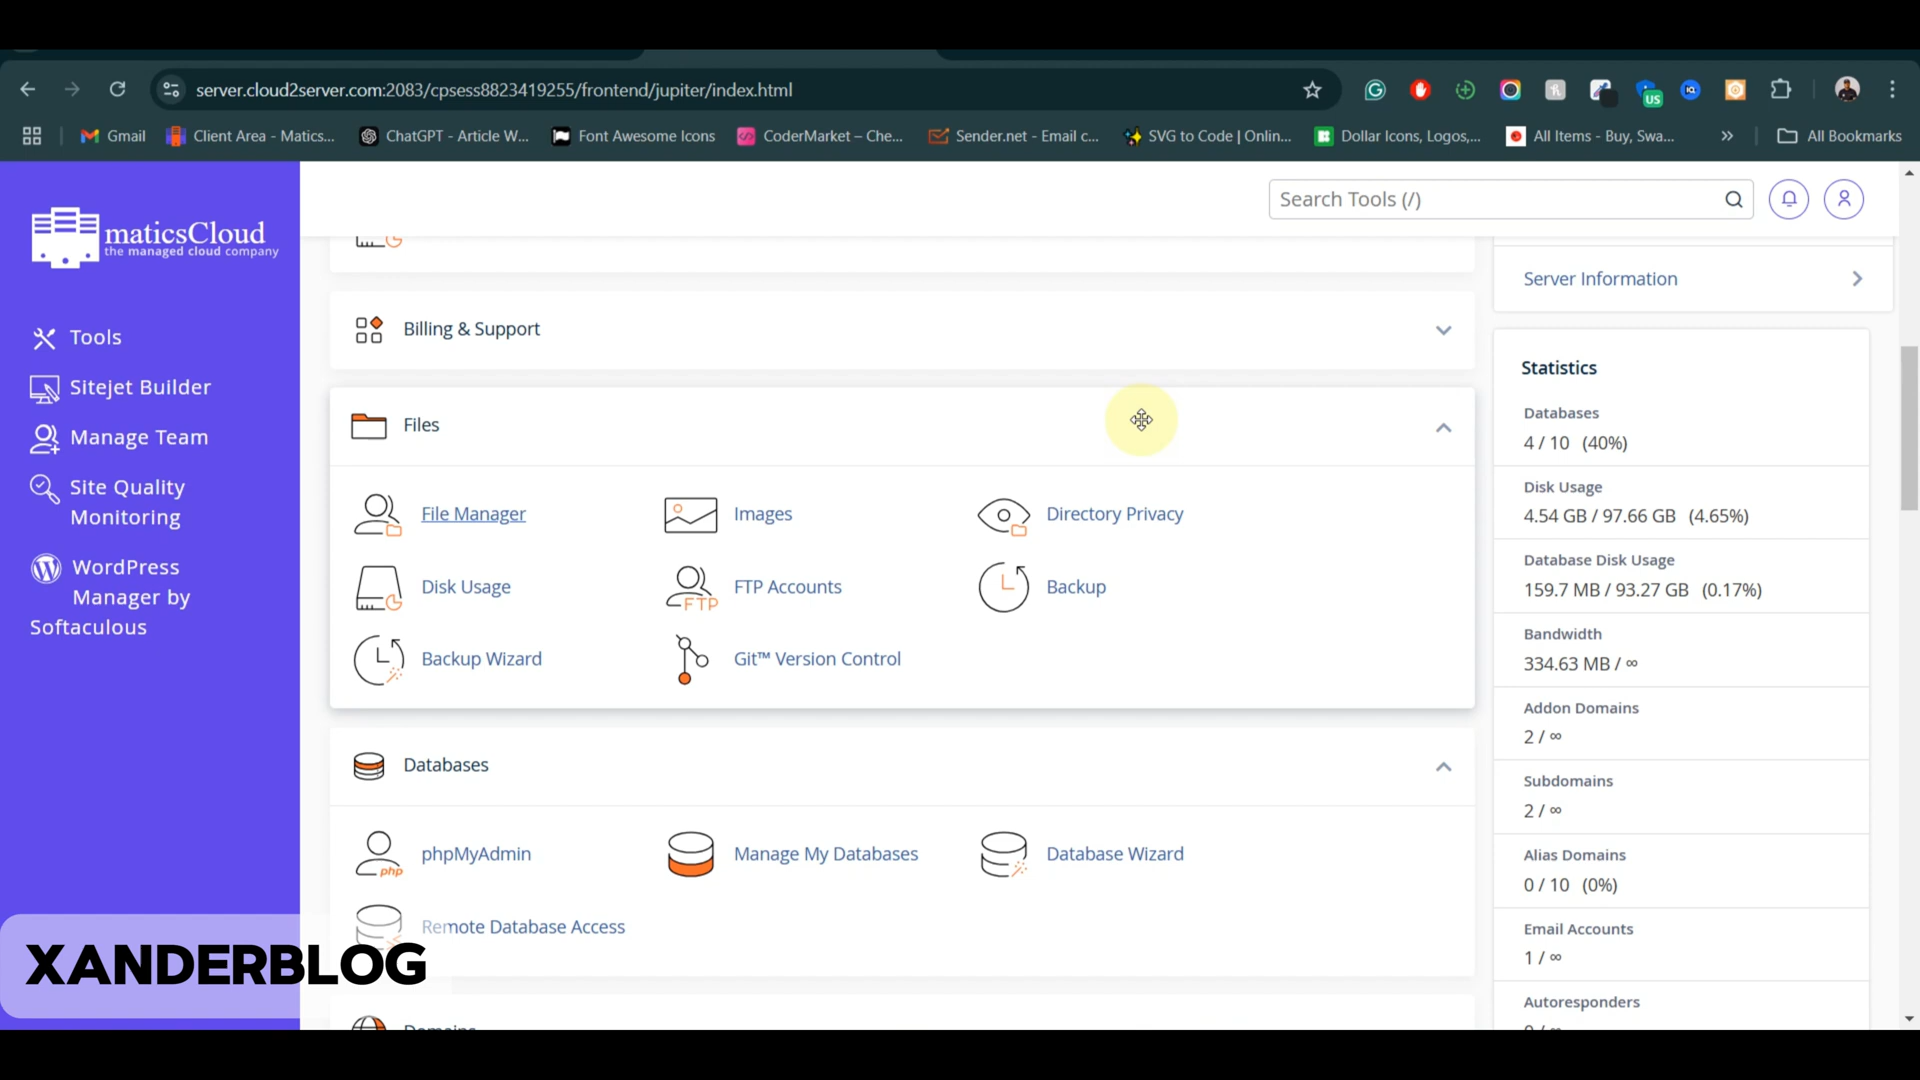 server.cloud2server.com:2083/cpsess8823419255/frontend/jupiter/index.html
US
Gmail
Client Area - Matics...
ChatGPT - Article W...
Font Awesome Icons
CoderMarket – Che...
Sender.net - Email c...
SVG to Code | Onlin...
Dollar Icons, Logos,...
All Items - Buy, Swa...
»
All Bookmarks
maticsCloud
the managed cloud company
Search Tools (/)
Tools
Sitejet Builder
Manage Team
Site Quality
Monitoring
WordPress
Manager by
Softaculous
Billing & Support
Files
File Manager
Images
Directory Privacy
Disk Usage
FTP
FTP Accounts
Backup
Backup Wizard
Git™ Version Control
Databases
php
phpMyAdmin
Manage My Databases
Database Wizard
Remote Database Access
Domains
Server Information
Statistics
Databases
4 / 10 (40%)
Disk Usage
4.54 GB / 97.66 GB (4.65%)
Database Disk Usage
159.7 MB / 93.27 GB (0.17%)
Bandwidth
334.63 MB / ∞
Addon Domains
2 / ∞
Subdomains
2 / ∞
Alias Domains
0 / 10 (0%)
Email Accounts
1 / ∞
Autoresponders
0 / ∞
XANDERBLOG